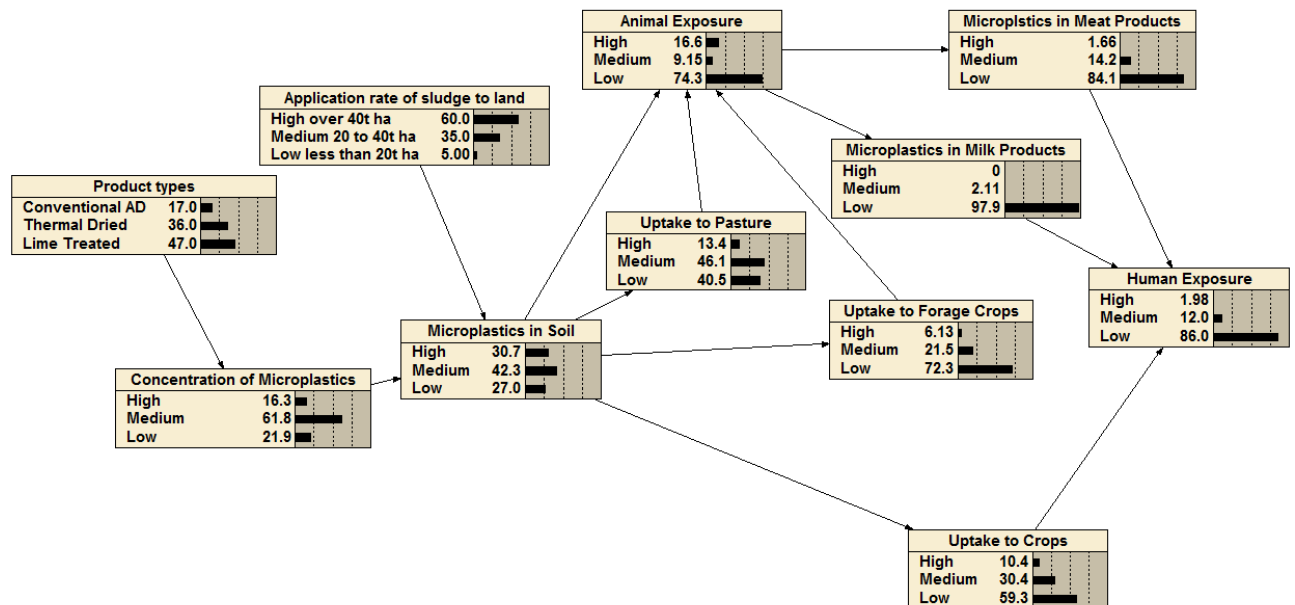 Animal Exposure
High 16.6
Medium 9.15
Low 74.3
Microplstics in Meat Products
High 1.66
Medium 14.2
Low 84.1
Application rate of sludge to land
High over 40t ha 60.0
Medium 20 to 40t ha 35.0
Low less than 20t ha 5.00
Microplastics in Milk Products
High 0
Medium 2.11
Low 97.9
Product types
Conventional AD 17.0
Thermal Dried 36.0
Lime Treated 47.0
Uptake to Pasture
High 13.4
Medium 46.1
Low 40.5
Human Exposure
High 1.98
Medium 12.0
Low 86.0
Uptake to Forage Crops
High 6.13
Medium 21.5
Low 72.3
Microplastics in Soil
High 30.7
Medium 42.3
Low 27.0
Concentration of Microplastics
High 16.3
Medium 61.8
Low 21.9
Uptake to Crops
High 10.4
Medium 30.4
Low 59.3